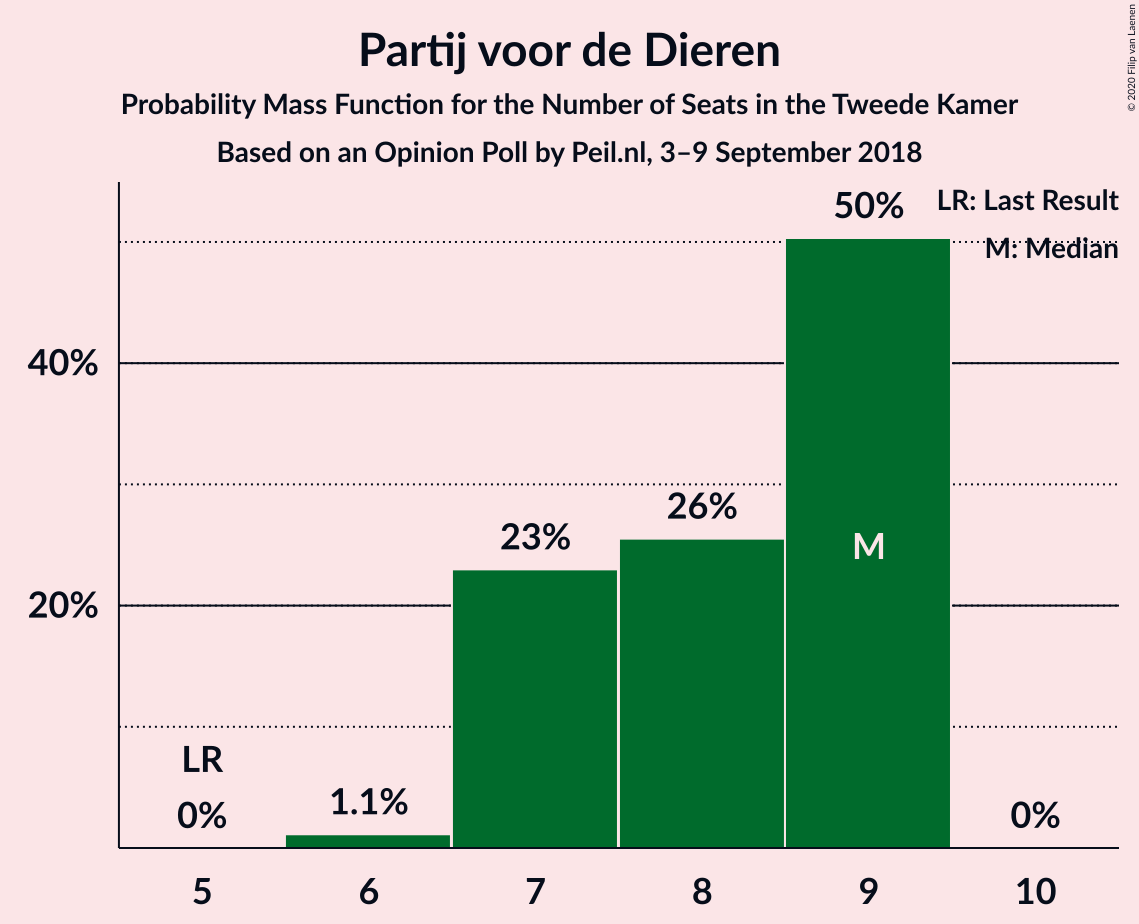 Partij voor de Dieren
Probability Mass Function for the Number of Seats in the Tweede Kamer
Based on an Opinion Poll by Peil.nl, 3–9 September 2018
© 2020 Filip van Laenen
LR: Last Result
M: Median
50%
40%
26%
23%
M
20%
LR
0%
1.1%
0%
5 6 7 8 9 10